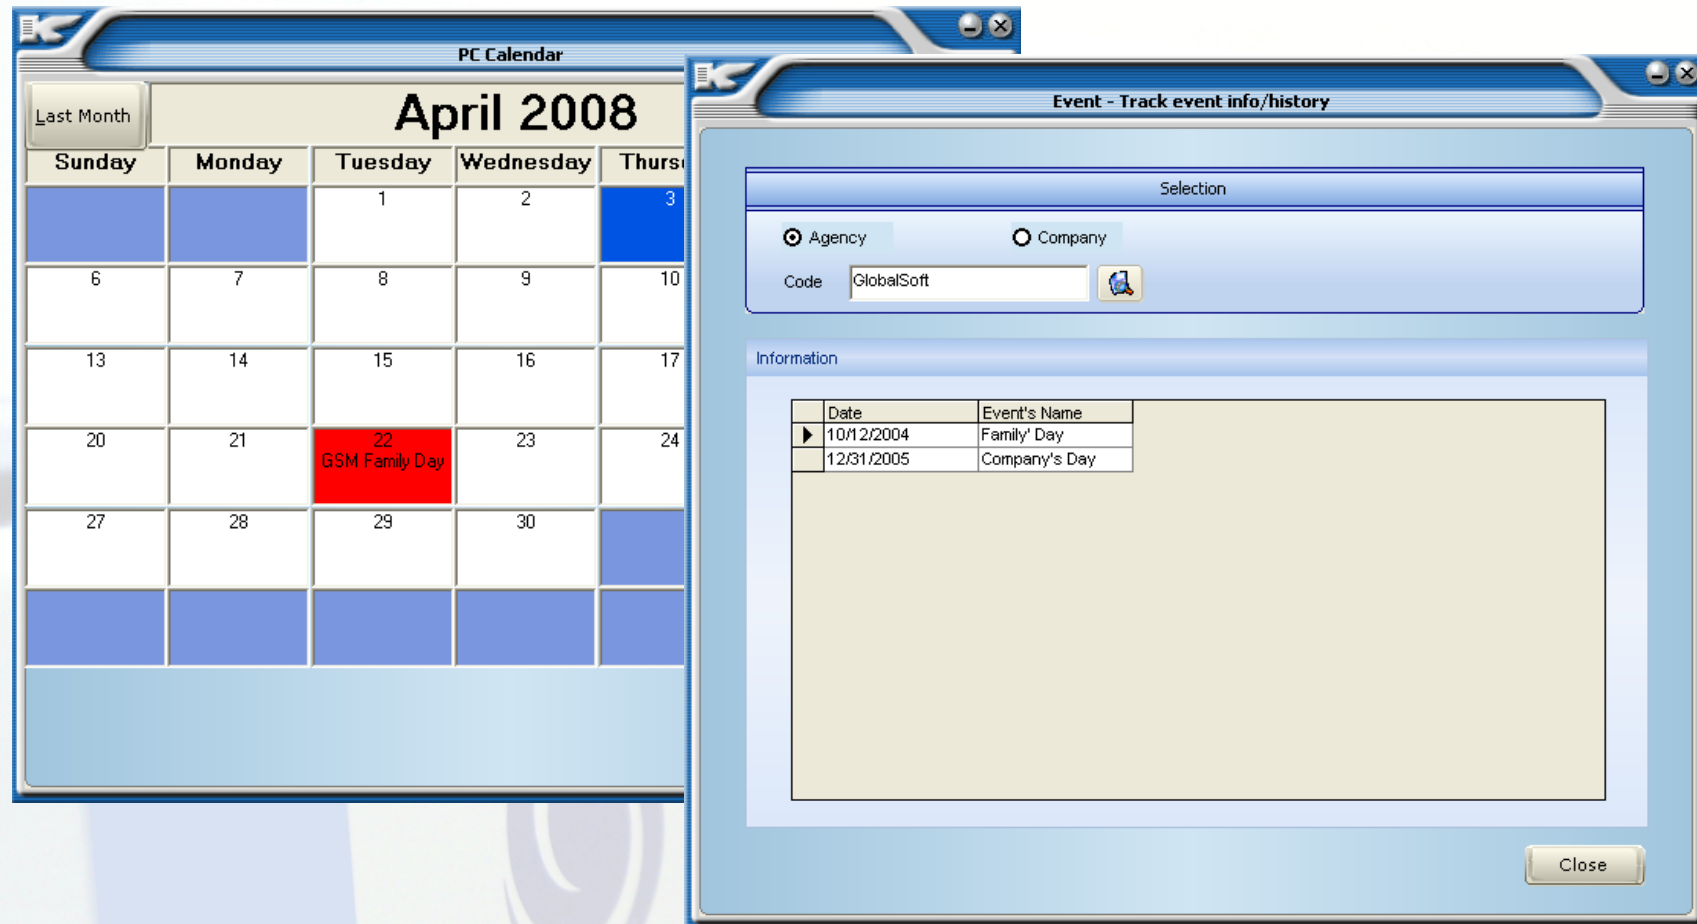 PC Calendar
Last Month
April 2008
Sunday Monday Tuesday Wednesday Thurs
1 2 3
6 7 8 9 10
13 14 15 16 17
20 21 22 23 24
GSM Family Day
27 28 29 30
Event - Track event info/history
Selection
Agency Company
Code GlobalSoft
Information
Date Event's Name
10/12/2004 Family' Day
12/31/2005 Company's Day
Close